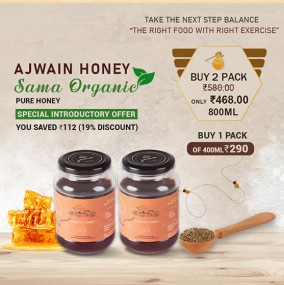 TAKE THE NEXT STEP BALANCE
"THE RIGHT FOOD WITH RIGHT EXERCISE"
AJWAIN HONEY
Sama Organic
PURE HONEY
SPECIAL INTRODUCTORY OFFER
YOU SAVED ₹112 (19% DISCOUNT)
BUY 2 PACK
₹580.00
ONLY ₹468.00
800ML
BUY 1 PACK
OF 400ML ₹290